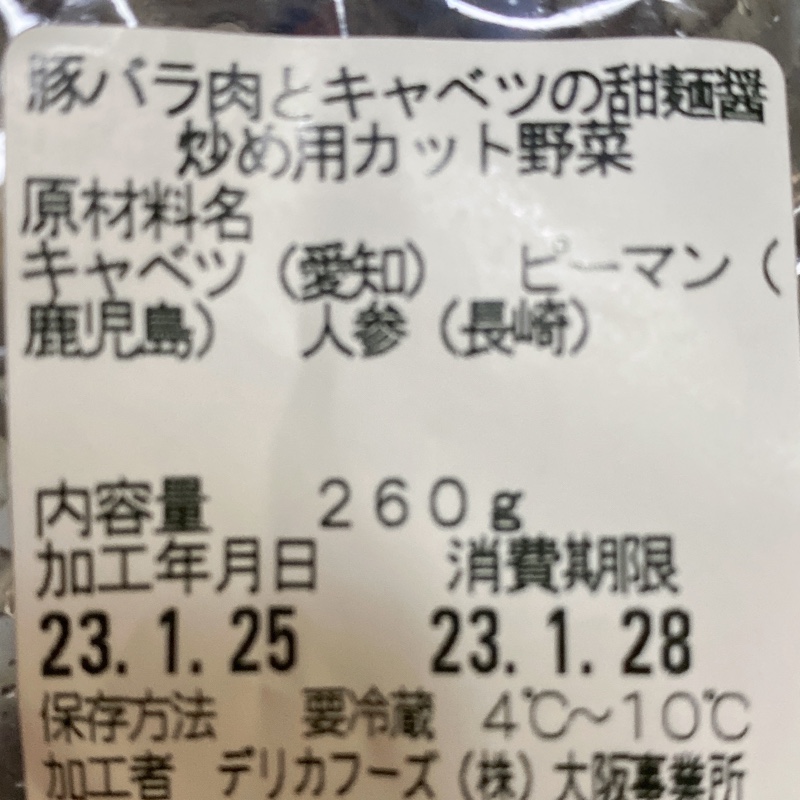 豚バラ肉とキャベツの甜麺醤
炒め用カット野菜
原材料名
キャベツ（愛知）　ピーマン（
鹿児島）　人参（長崎）
内容量　２６０ｇ
加工年月日　消費期限
23.1.25　23.1.28
保存方法　要冷蔵　４℃〜１０℃
加工者　デリカフーズ（株）大阪事業所